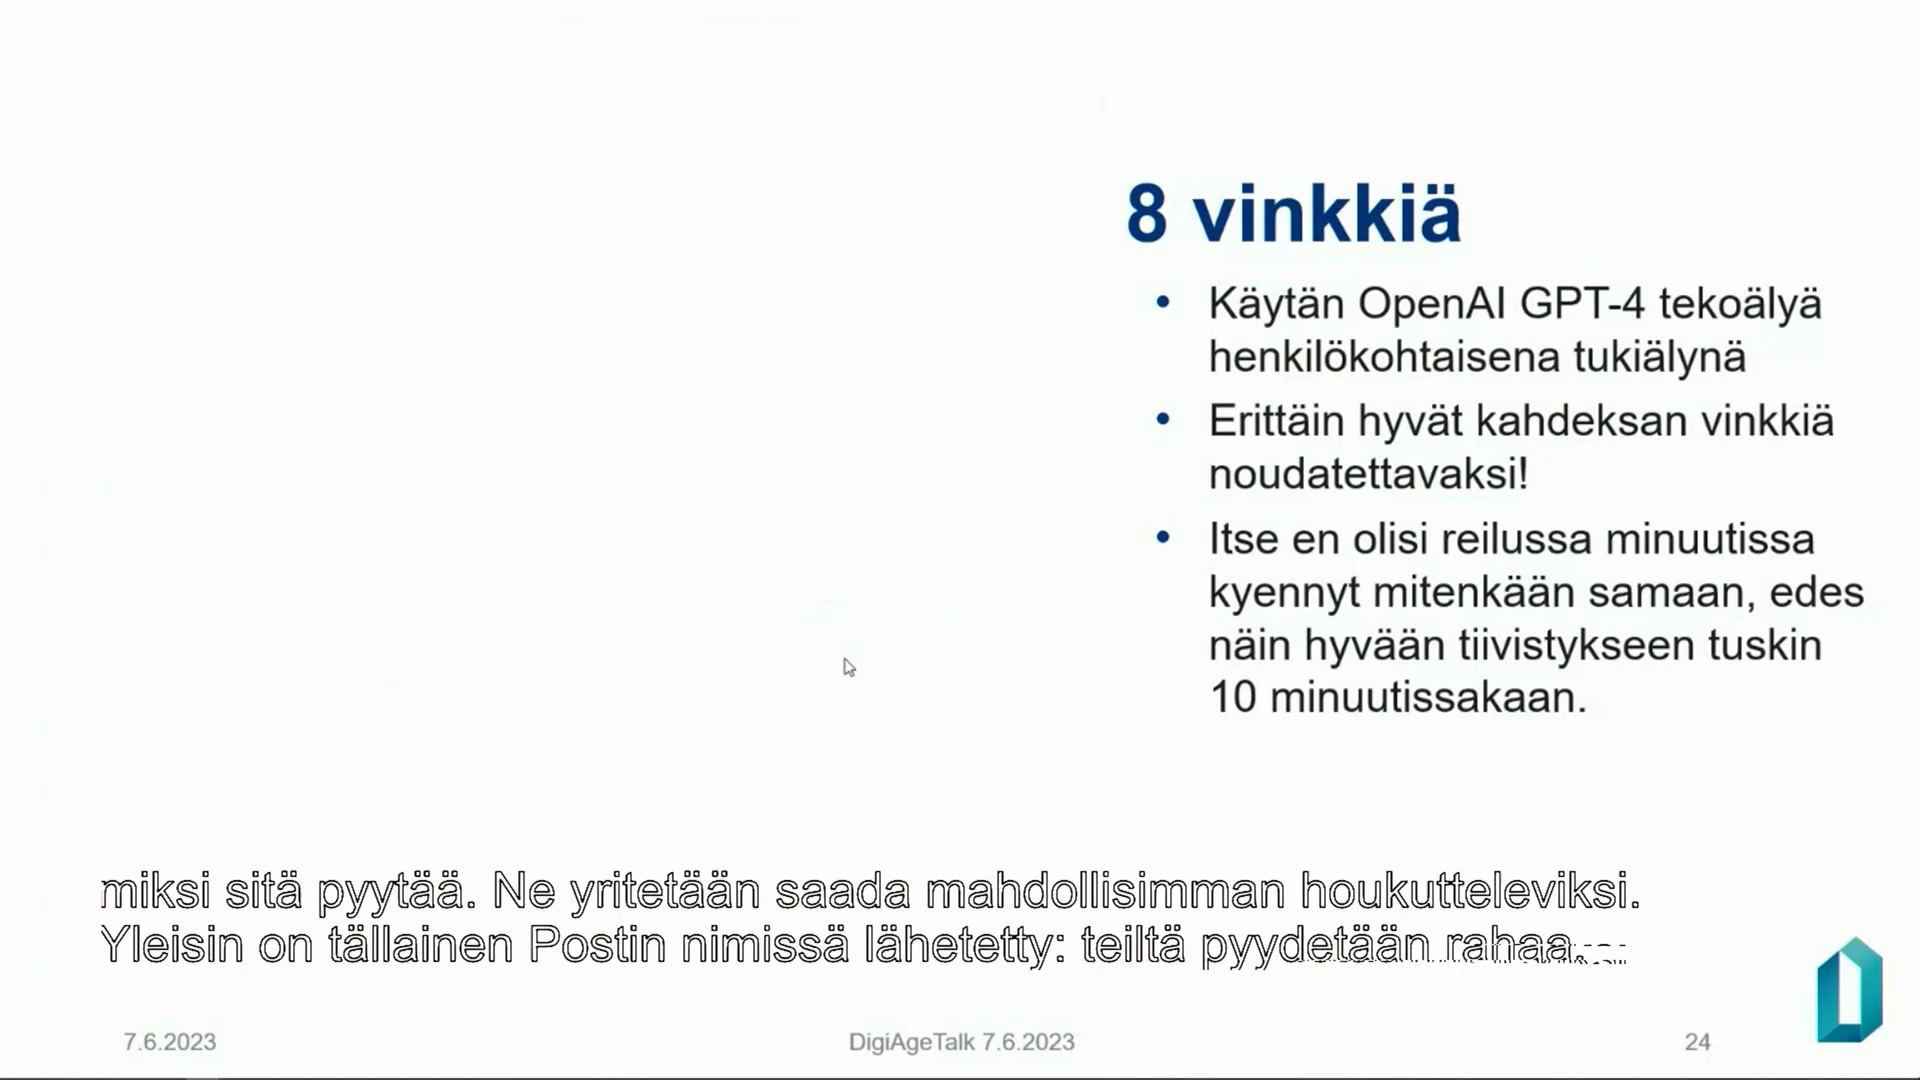 8 vinkkiä
• Käytän OpenAI GPT-4 tekoälyä
henkilökohtaisena tukiälynä
• Erittäin hyvät kahdeksan vinkkiä
noudatettavaksi!
• Itse en olisi reilussa minuutissa
kyennyt mitenkään samaan, edes
näin hyvään tiivistykseen tuskin
10 minuutissakaan.
miksi sitä pyytää. Ne yritetään saada mahdollisimman houkutteleviksi.
Yleisin on tällainen Postin nimissä lähetetty: teiltä pyydetään rahaa.
7.6.2023
DigiAgeTalk 7.6.2023
24